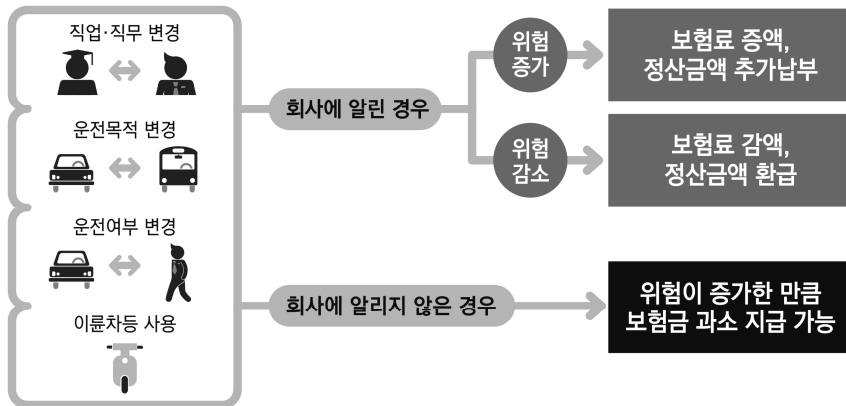 직업·직무 변경
운전목적 변경
운전여부 변경
이륜차등 사용
회사에 알린 경우
위험
증가
보험료 증액,
정산금액 추가납부
위험
감소
보험료 감액,
정산금액 환급
회사에 알리지 않은 경우
위험이 증가한 만큼
보험금 과소 지급 가능